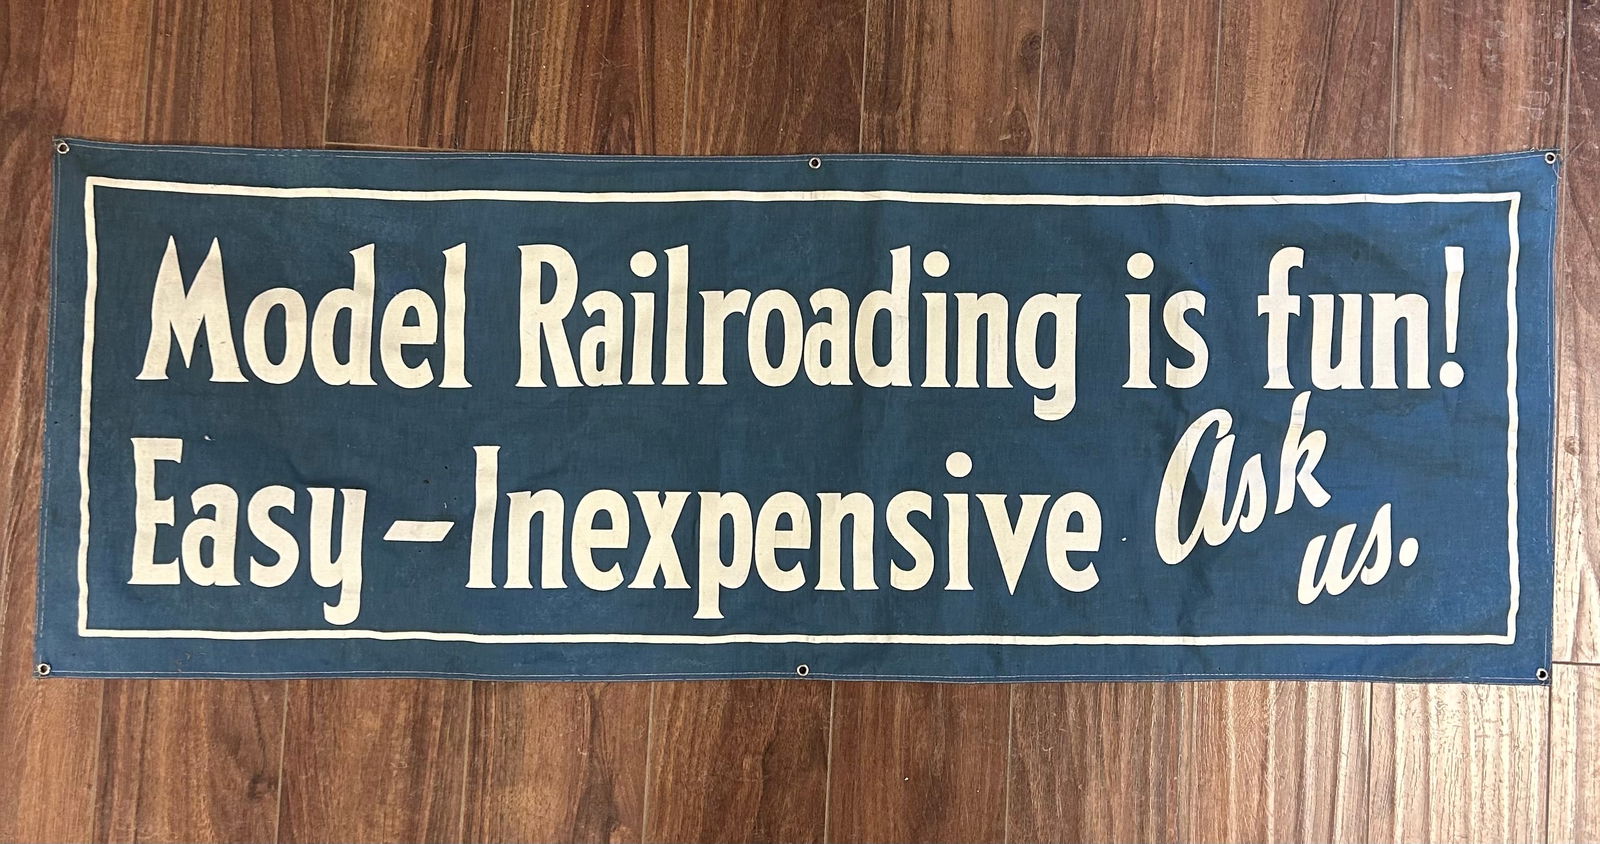 Model Railroading is fun!
Easy – Inexpensive Ask
us.